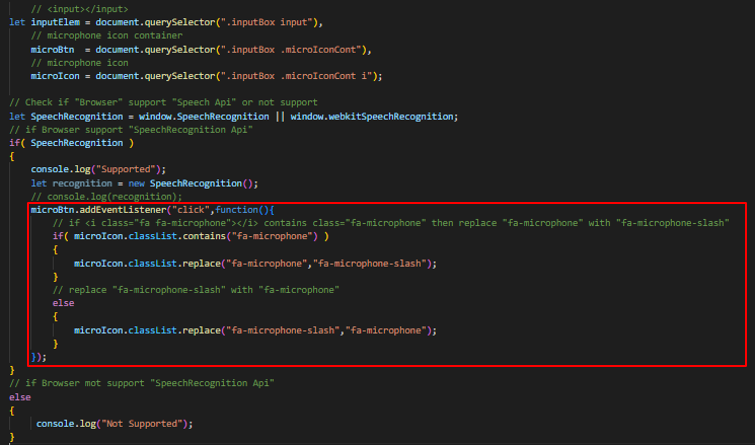 // <input></input>
let inputElem = document.querySelector(".inputBox input"),
// microphone icon container
microBtn  = document.querySelector(".inputBox .microIconCont"),
// microphone icon
microIcon = document.querySelector(".inputBox .microIconCont i");
// Check if "Browser" support "Speech Api" or not support
let SpeechRecognition = window.SpeechRecognition || window.webkitSpeechRecognition;
// if Browser support "SpeechRecignition Api"
if( SpeechRecognition )
{
console.log("Supported");
let recognition = new SpeechRecognition();
// console.log(recognition);
microBtn.addEventListener("click",function(){
// if <i class="fa fa-microphone"></i> contains class="fa-microphone" then replace "fa-microphone" with "fa-microphone-slash"
if( microIcon.classList.contains("fa-microphone") )
{
microIcon.classList.replace("fa-microphone","fa-microphone-slash");
}
// replace "fa-microphone-slash" with "fa-microphone"
else
{
microIcon.classList.replace("fa-microphone-slash","fa-microphone");
}
});
}
// if Browser mot support "SpeechRecignition Api"
else
{
console.log("Not Supported");
}